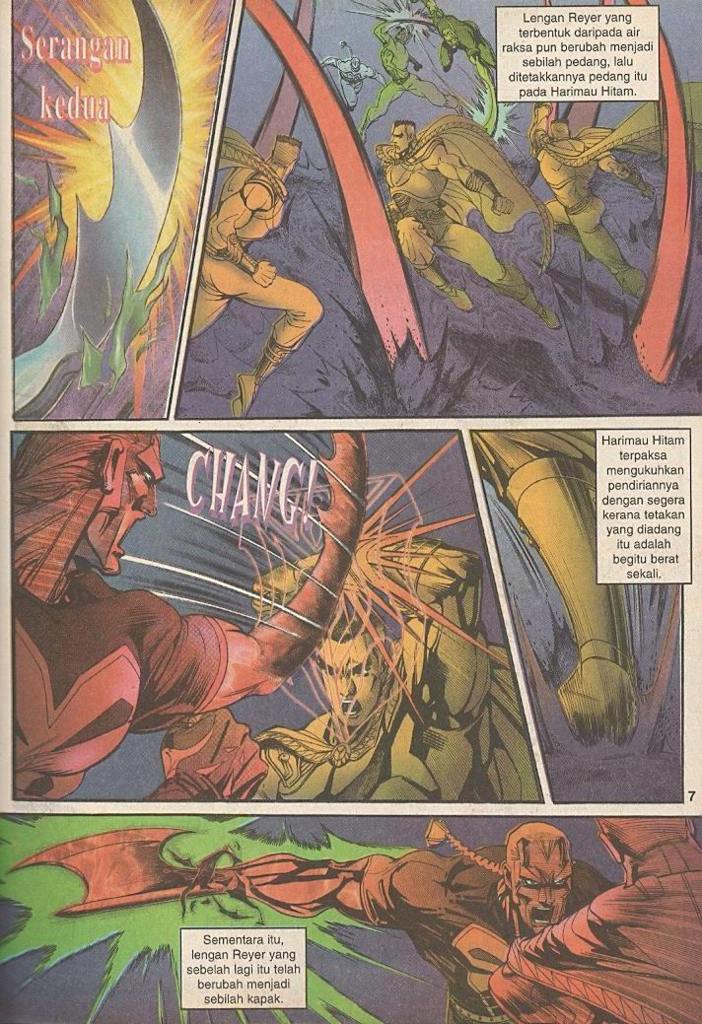 Serangan
kedua
Lengan Reyer yang
terbentuk daripada air
raksa pun berubah menjadi
sebilah pedang, lalu
ditetakkannya pedang itu
pada Harimau Hitam.
CHANG!
Harimau Hitam
terpaksa
mengukuhkan
pendiriannya
dengan segera
kerana tetakan
yang diadang
itu adalah
begitu berat
sekali.
7
Sementara itu,
lengan Reyer yang
sebelah lagi itu telah
berubah menjadi
sebilah kapak.